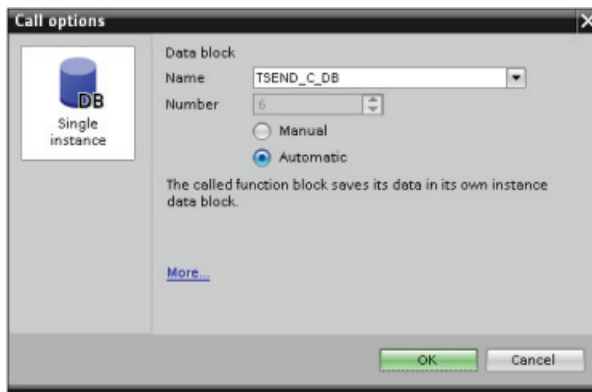 Call options
DB
Single
instance
Data block
Name
TSEND_C_DB
Number
6
Manual
Automatic
The called function block saves its data in its own instance
data block.
More...
OK
Cancel